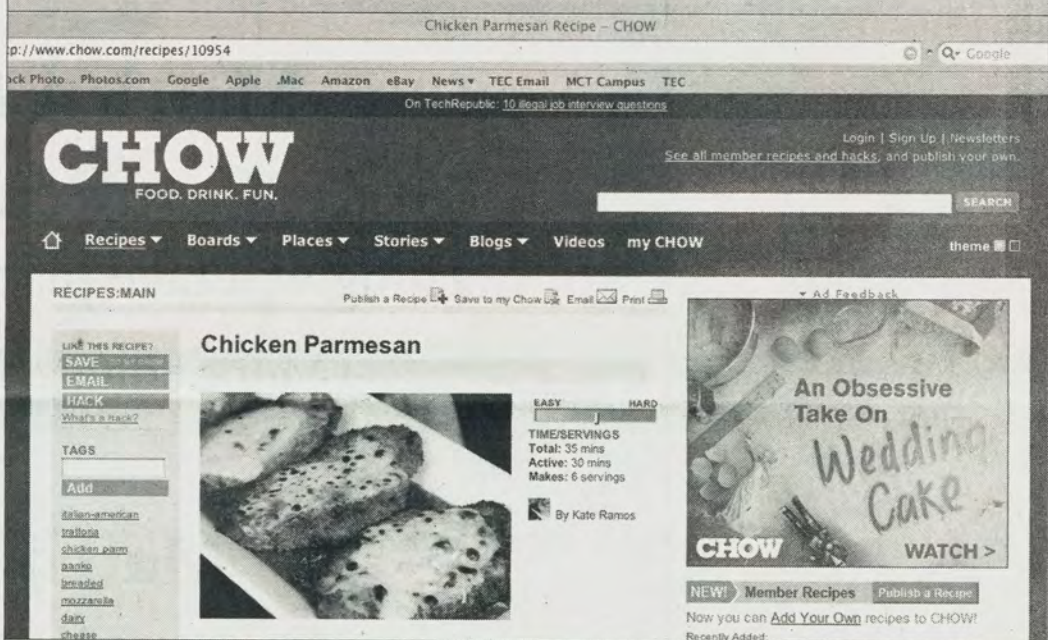 Chicken Parmesan Recipe – CHOW
tp://www.chow.com/recipes/10954
Google
ck Photo... Photos.com Google Apple .Mac Amazon eBay News ▾ TEC Email MCT Campus TEC
On TechRepublic: 10 illegal job interview questions
CHOW
FOOD. DRINK. FUN.
Login | Sign Up | Newsletters
See all member recipes and hacks, and publish your own.
SEARCH
Recipes ▾ Boards ▾ Places ▾ Stories ▾ Blogs ▾ Videos my CHOW
theme
RECIPES:MAIN
Publish a Recipe Save to my Chow Email Print
LIKE THIS RECIPE?
SAVE
EMAIL
HACK
What's a hack?
TAGS
Add
italian-american
trattoria
chicken parm
panko
breaded
mozzarella
dairy
cheese
Chicken Parmesan
EASY HARD
TIME/SERVINGS
Total: 35 mins
Active: 30 mins
Makes: 6 servings
By Kate Ramos
▾ Ad Feedback
An Obsessive
Take On
Wedding
Cake
CHOW
WATCH >
NEW! Member Recipes Publish a Recipe
Now you can Add Your Own recipes to CHOW!
Recently Added: